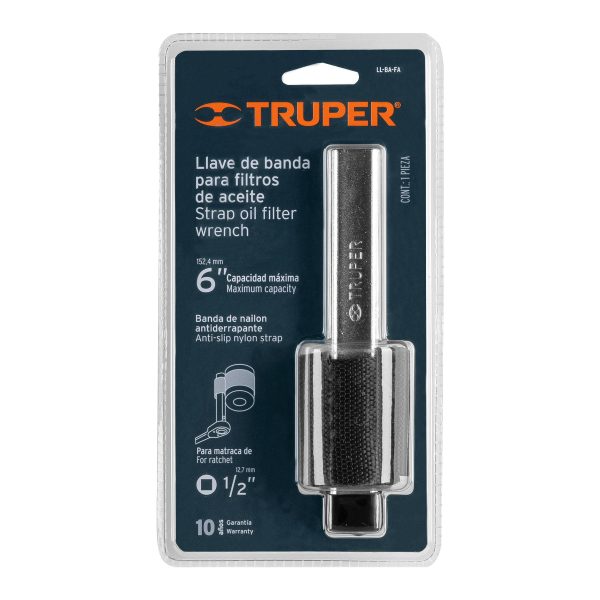 LL-BA-FA
TRUPER®
Llave de banda
para filtros
de aceite
Strap oil filter
wrench
CONT.: 1 PIEZA
152,4 mm
6" Capacidad máxima
Maximum capacity
TRUPER
Banda de nailon
antiderrapante
Anti-slip nylon strap
Para matraca de
For ratchet
12,7 mm
1/2"
10 años Garantía
Warranty